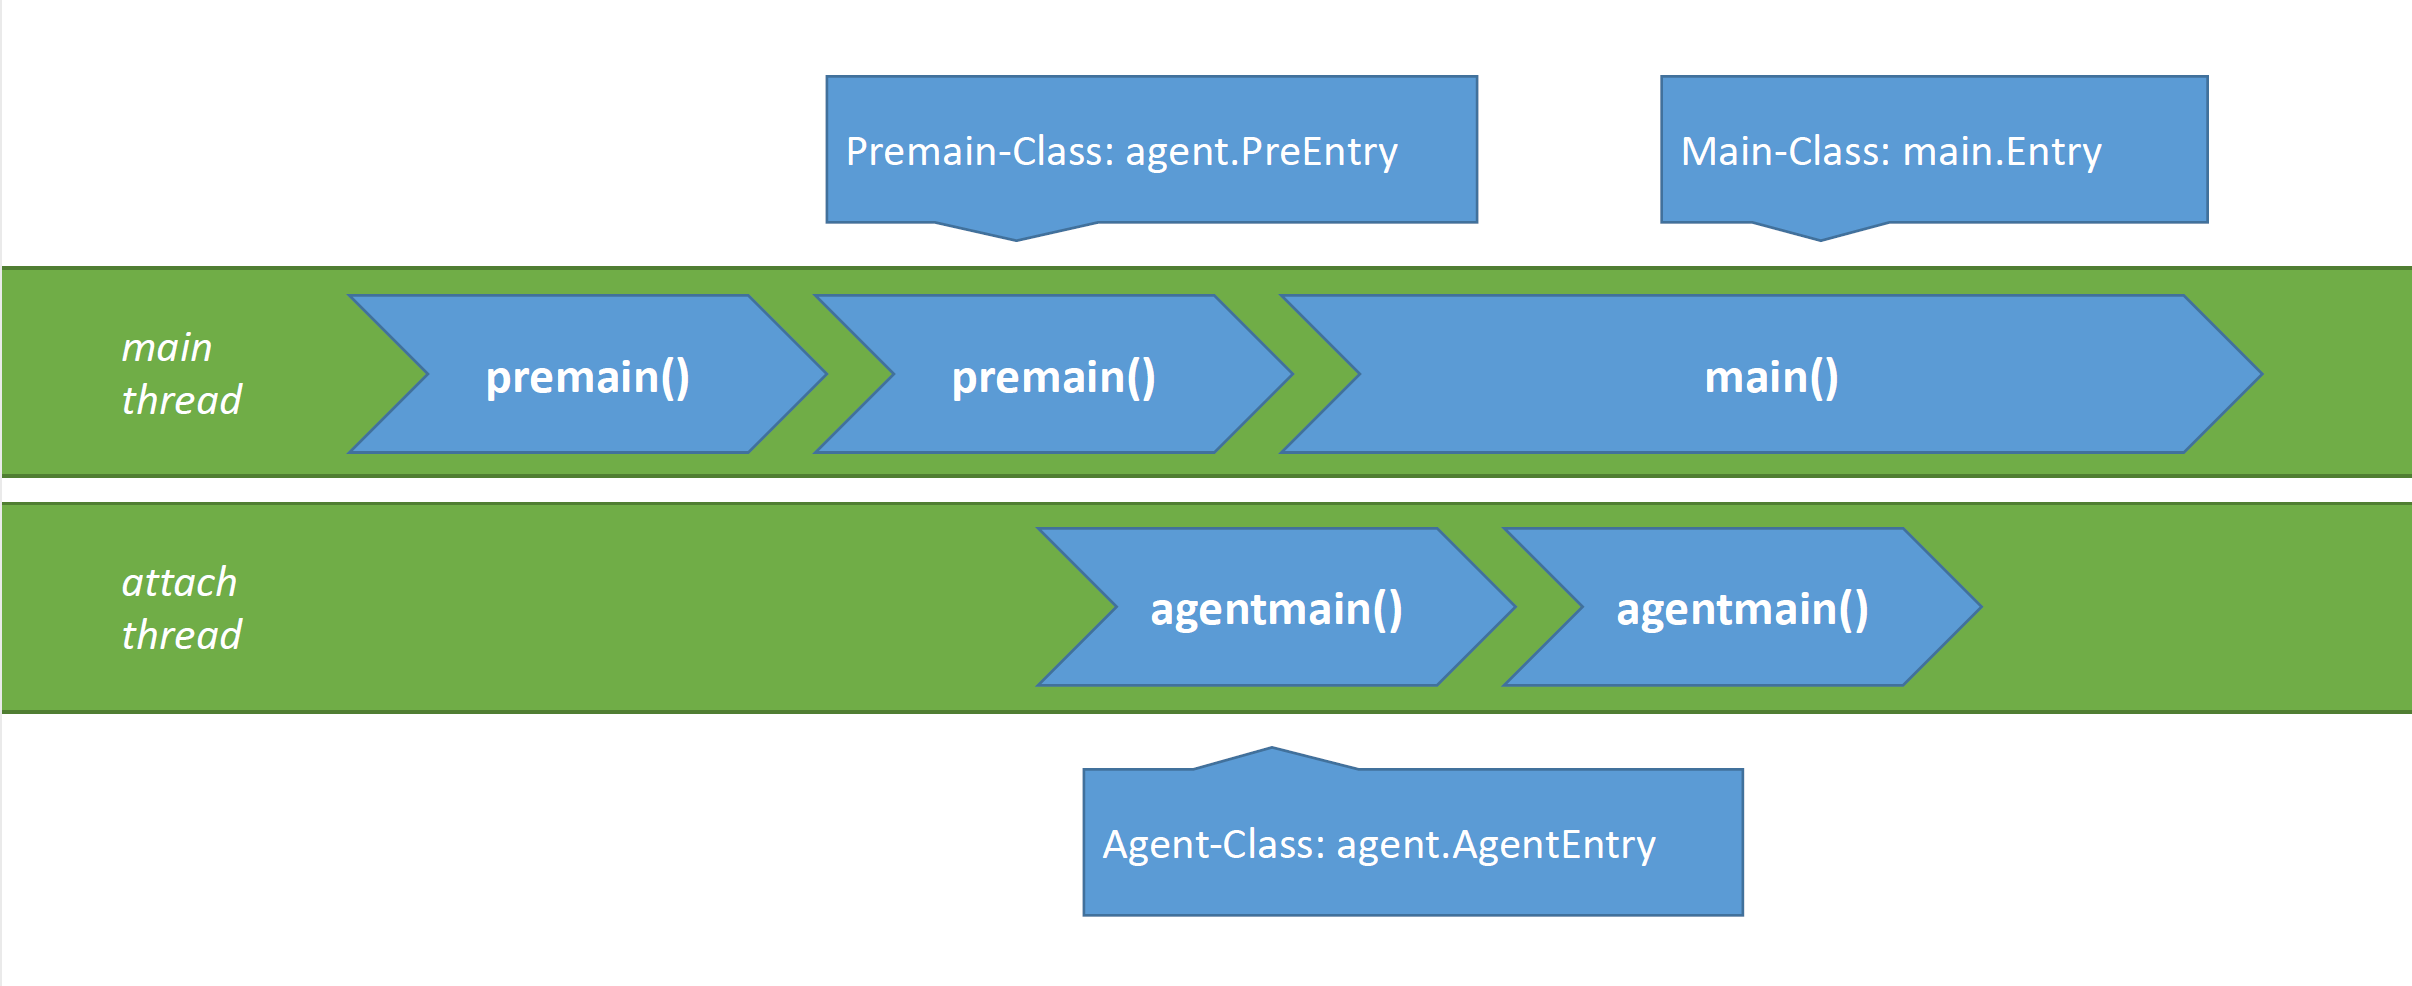 Premain-Class: agent.PreEntry
Main-Class: main.Entry
main
thread
premain()
premain()
main()
attach
thread
agentmain()
agentmain()
Agent-Class: agent.AgentEntry